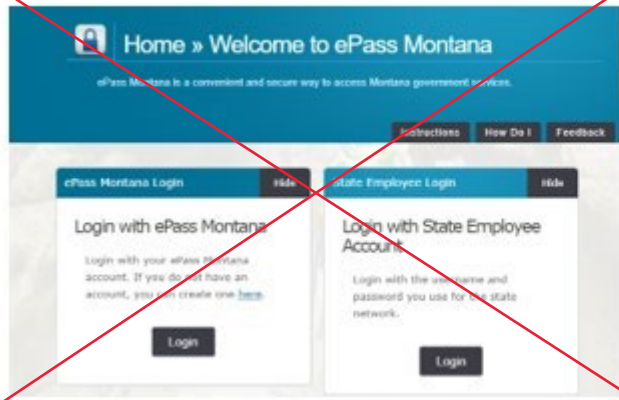 Home » Welcome to ePass Montana
ePass Montana is a convenient and secure way to access Montana government services.
Instructions How Do I Feedback
ePass Montana Login Hide
Login with ePass Montana
Login with your ePass Montana
account. If you do not have an
account, you can create one here.
Login
State Employee Login Hide
Login with State Employee
Account
Login with the username and
password you use for the state
network.
Login